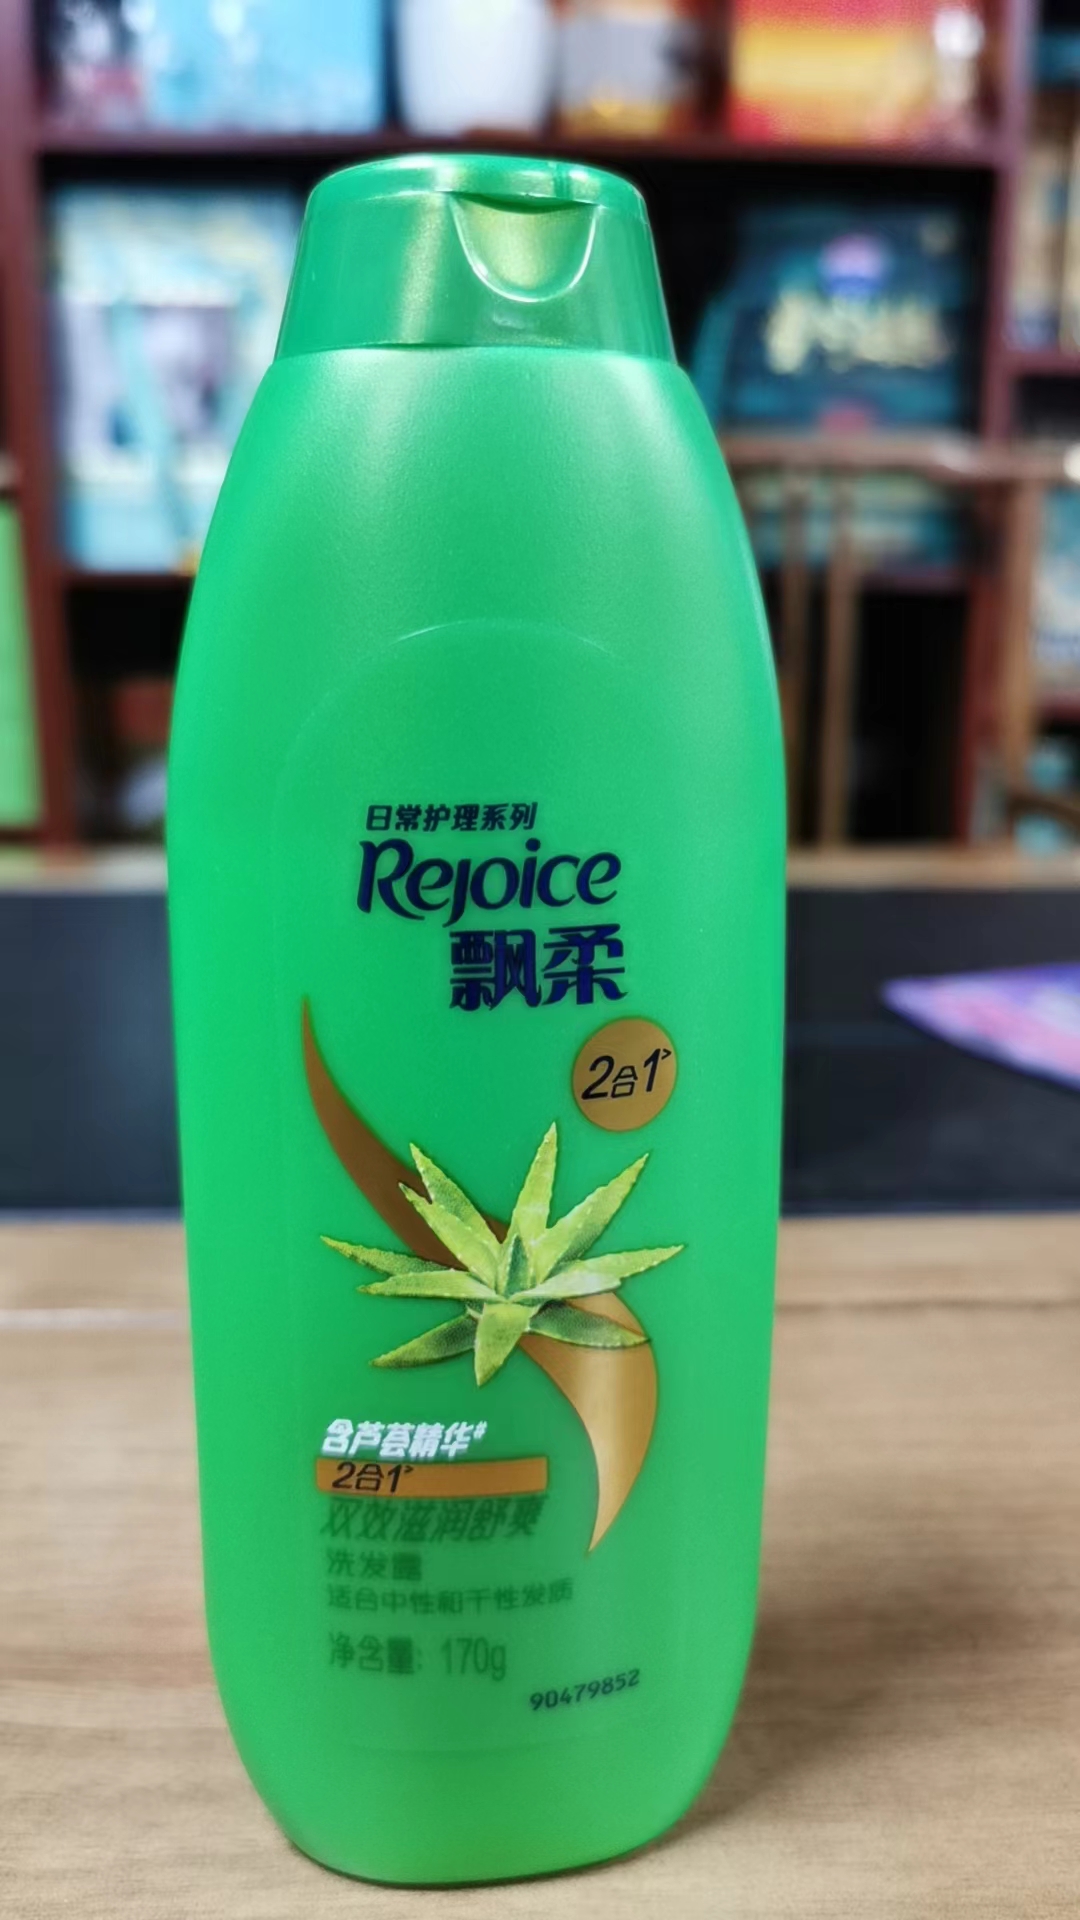 日常护理系列
Rejoice
飘柔
2合1>
含芦荟精华#
2合1>
双效滋润舒爽
洗发露
适合中性和干性发质
净含量: 170g
90479852